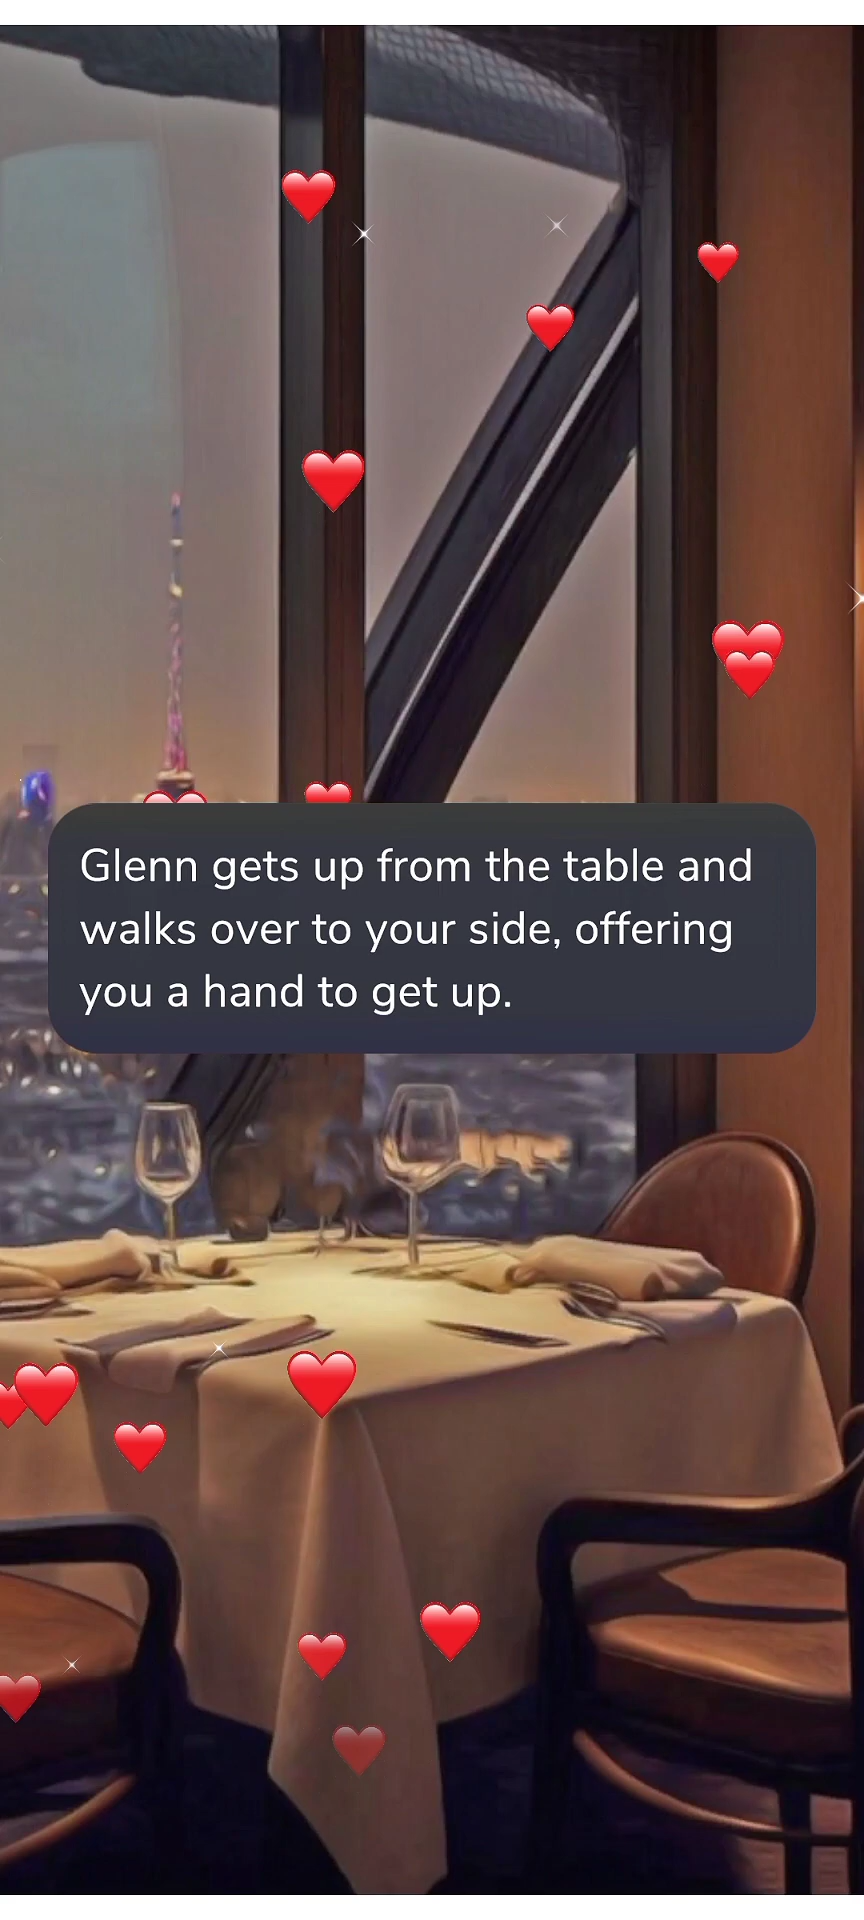 Glenn gets up from the table and
walks over to your side, offering
you a hand to get up.